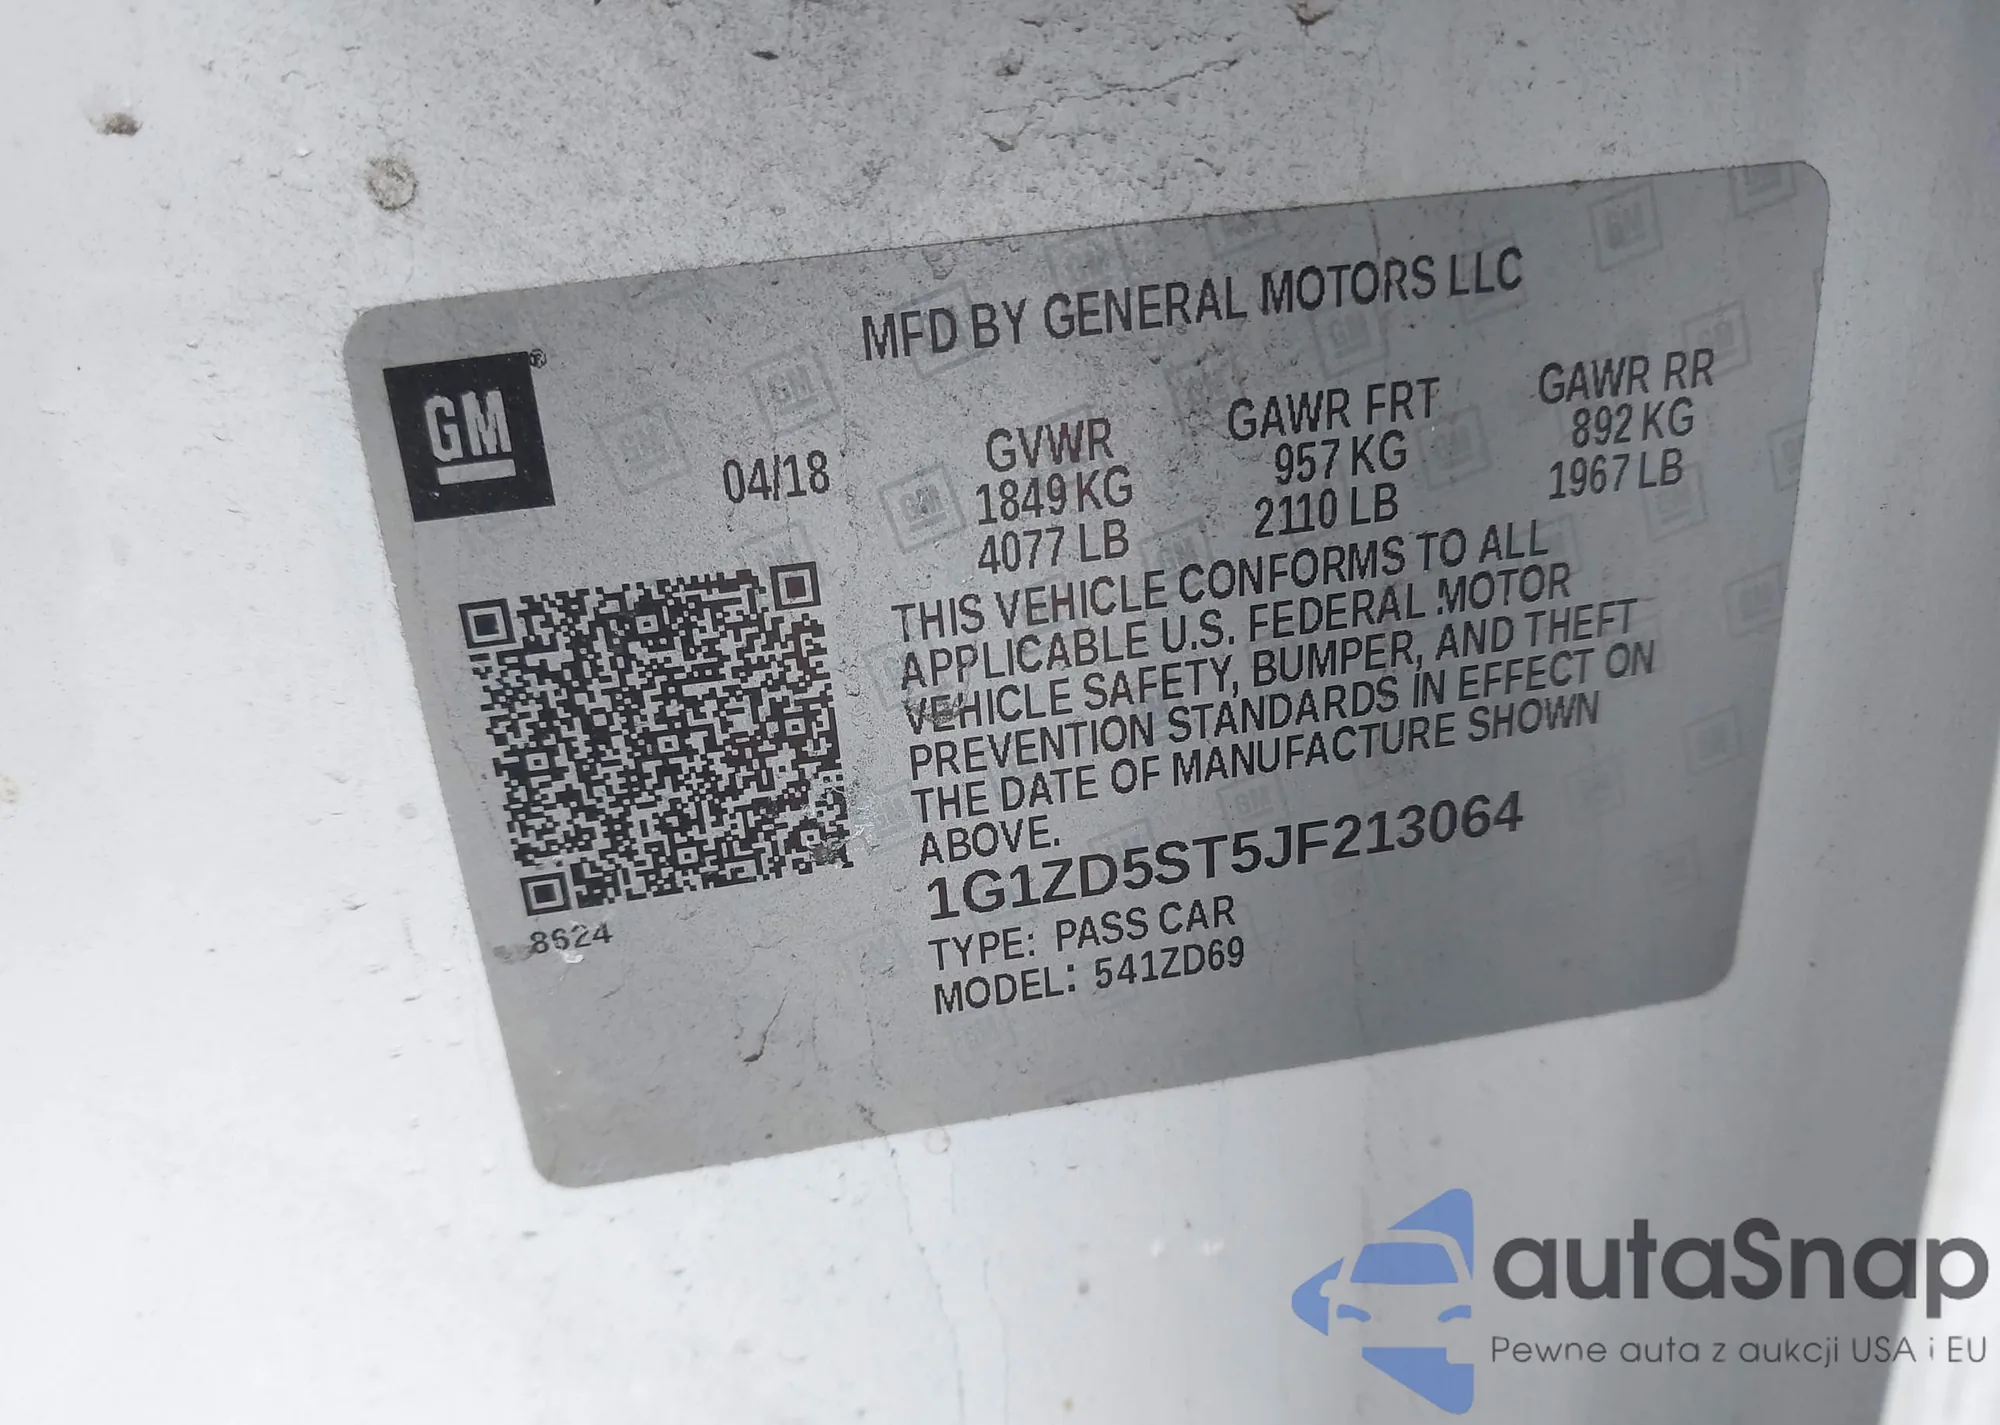 MFD BY GENERAL MOTORS LLC
GM®
04/18
GVWR
1849 KG
4077 LB
GAWR FRT
957 KG
2110 LB
GAWR RR
892 KG
1967 LB
THIS VEHICLE CONFORMS TO ALL
APPLICABLE U.S. FEDERAL MOTOR
VEHICLE SAFETY, BUMPER, AND THEFT
PREVENTION STANDARDS IN EFFECT ON
THE DATE OF MANUFACTURE SHOWN
ABOVE.
1G1ZD5ST5JF213064
TYPE: PASS CAR
MODEL: 541ZD69
8624
autaSnap
Pewne auta z aukcji USA i EU